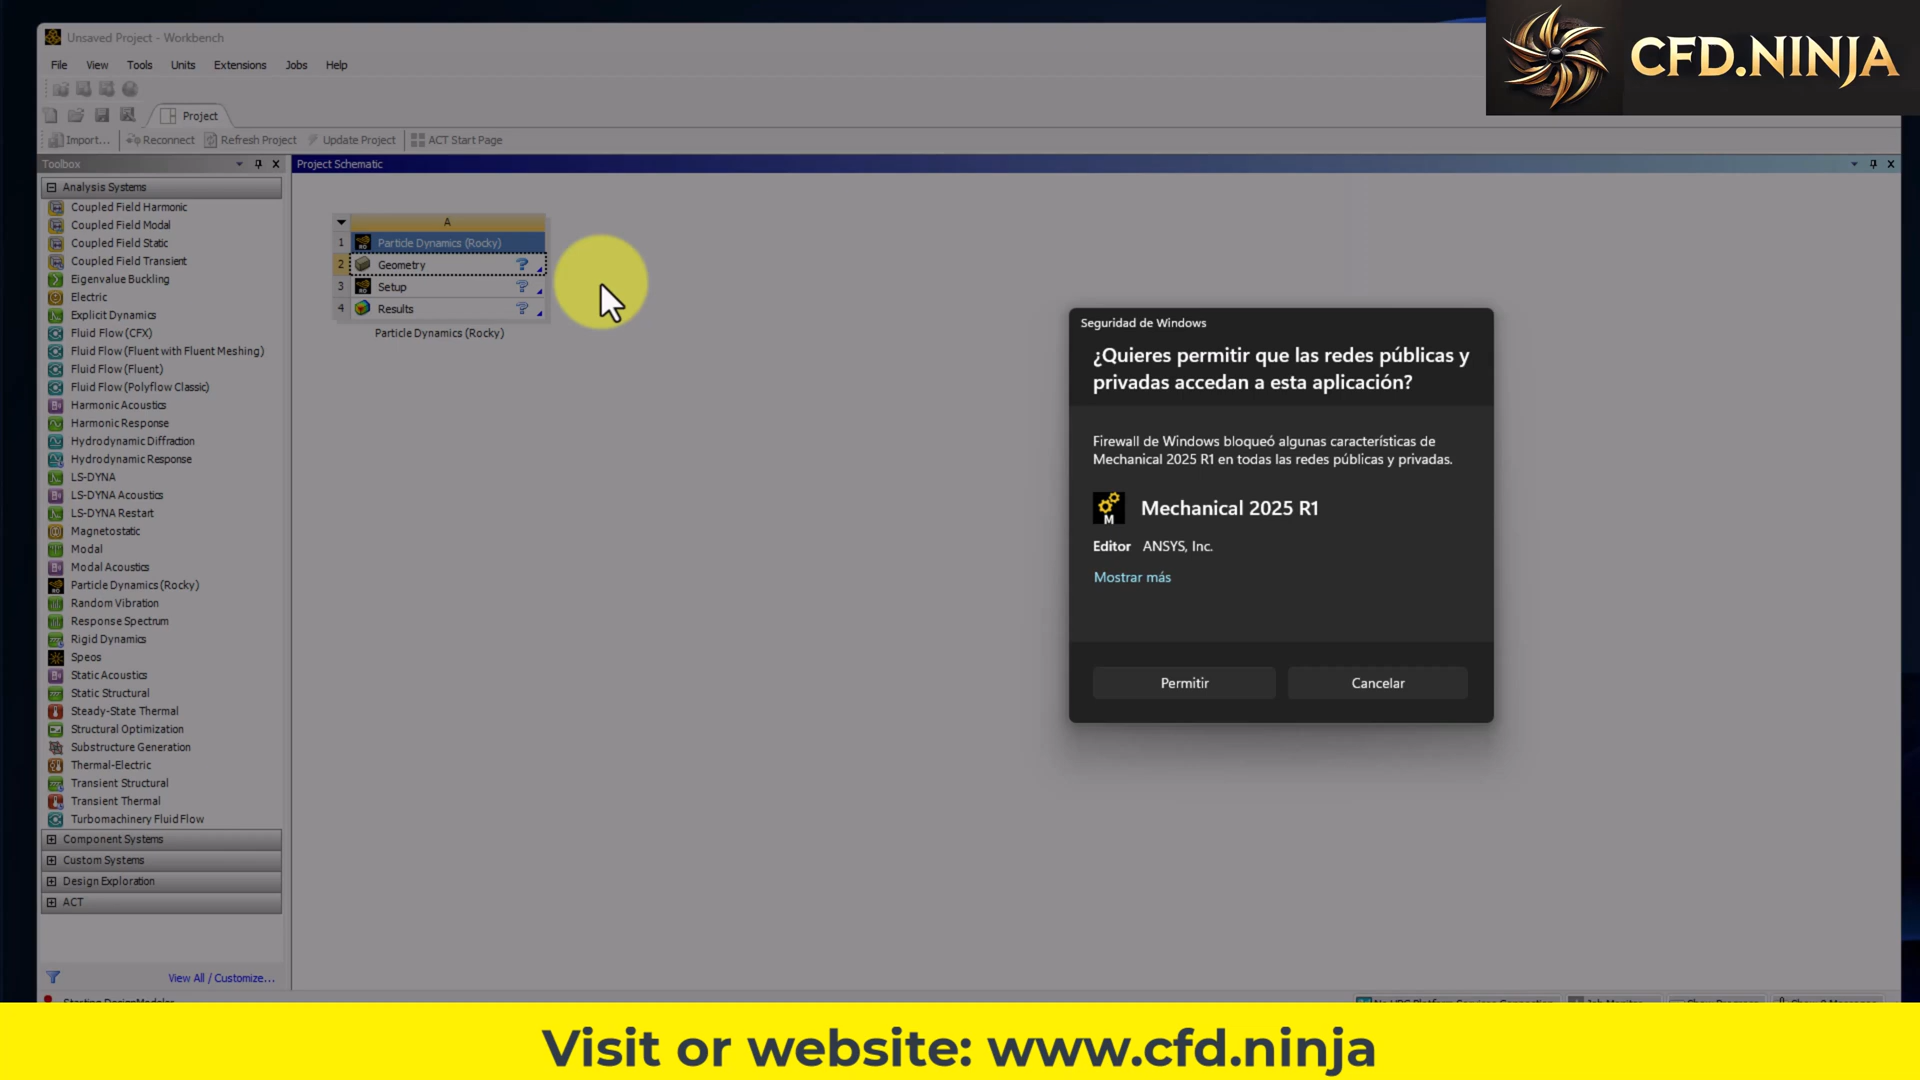 Unsaved Project - Workbench
CFD.NINJA
File View Tools Units Extensions Jobs Help
Project
Import... Reconnect Refresh Project Update Project ACT Start Page
Toolbox
Project Schematic
Analysis Systems
Coupled Field Harmonic
Coupled Field Modal
Coupled Field Static
Coupled Field Transient
Eigenvalue Buckling
Electric
Explicit Dynamics
Fluid Flow (CFX)
Fluid Flow (Fluent with Fluent Meshing)
Fluid Flow (Fluent)
Fluid Flow (Polyflow Classic)
Harmonic Acoustics
Harmonic Response
Hydrodynamic Diffraction
Hydrodynamic Response
LS-DYNA
LS-DYNA Acoustics
LS-DYNA Restart
Magnetostatic
Modal
Modal Acoustics
Particle Dynamics (Rocky)
Random Vibration
Response Spectrum
Rigid Dynamics
Speos
Static Acoustics
Static Structural
Steady-State Thermal
Structural Optimization
Substructure Generation
Thermal-Electric
Transient Structural
Transient Thermal
Turbomachinery Fluid Flow
Component Systems
Custom Systems
Design Exploration
ACT
View All / Customize...
Starting DesignModeler
A
1 Particle Dynamics (Rocky)
2 Geometry ?
3 Setup ?
4 Results ?
Particle Dynamics (Rocky)
Seguridad de Windows
¿Quieres permitir que las redes públicas y
privadas accedan a esta aplicación?
Firewall de Windows bloqueó algunas características de
Mechanical 2025 R1 en todas las redes públicas y privadas.
M
Mechanical 2025 R1
Editor ANSYS, Inc.
Mostrar más
Permitir Cancelar
Visit or website: www.cfd.ninja